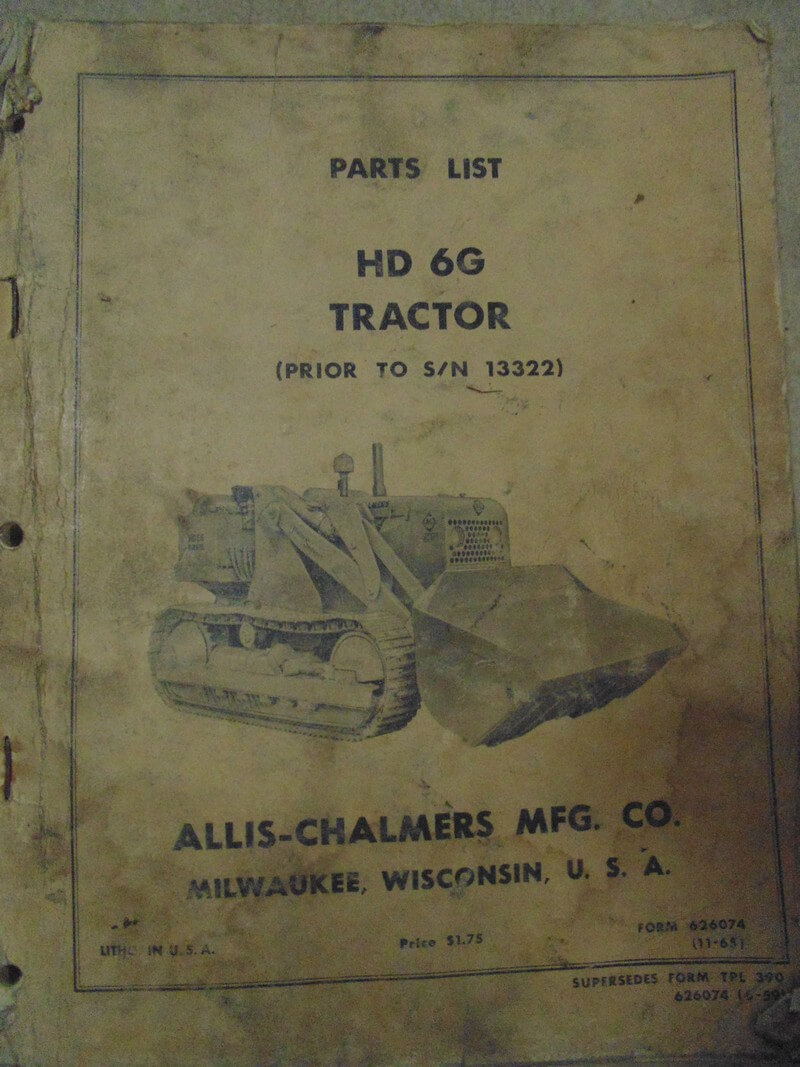 PARTS LIST
HD 6G
TRACTOR
(PRIOR TO S/N 13322)
ALLIS-CHALMERS MFG. CO.
MILWAUKEE, WISCONSIN, U. S. A.
LITHO IN U. S. A.
Price $1.75
FORM 626074
(11-65)
SUPERSEDES FORM TPL 390
626074